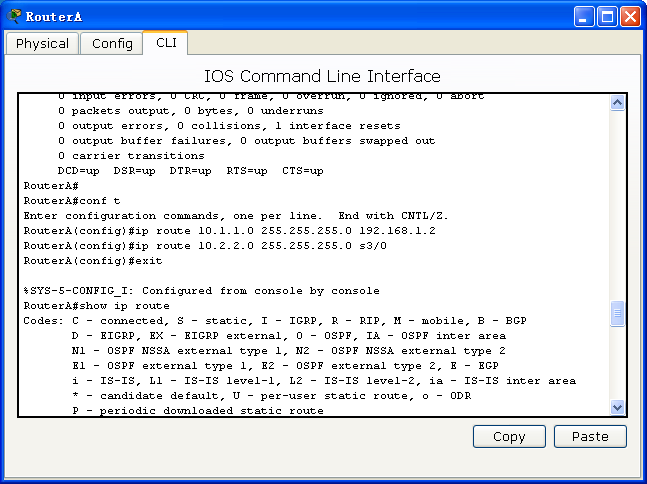 RouterA
Physical Config CLI
IOS Command Line Interface
0 input errors, 0 CRC, 0 frame, 0 overrun, 0 ignored, 0 abort
0 packets output, 0 bytes, 0 underruns
0 output errors, 0 collisions, 1 interface resets
0 output buffer failures, 0 output buffers swapped out
0 carrier transitions
DCD=up  DSR=up  DTR=up  RTS=up  CTS=up
RouterA#
RouterA#conf t
Enter configuration commands, one per line.  End with CNTL/Z.
RouterA(config)#ip route 10.1.1.0 255.255.255.0 192.168.1.2
RouterA(config)#ip route 10.2.2.0 255.255.255.0 s3/0
RouterA(config)#exit
%SYS-5-CONFIG_I: Configured from console by console
RouterA#show ip route
Codes: C - connected, S - static, I - IGRP, R - RIP, M - mobile, B - BGP
D - EIGRP, EX - EIGRP external, O - OSPF, IA - OSPF inter area
N1 - OSPF NSSA external type 1, N2 - OSPF NSSA external type 2
E1 - OSPF external type 1, E2 - OSPF external type 2, E - EGP
i - IS-IS, L1 - IS-IS level-1, L2 - IS-IS level-2, ia - IS-IS inter area
* - candidate default, U - per-user static route, o - ODR
P - periodic downloaded static route
Copy Paste